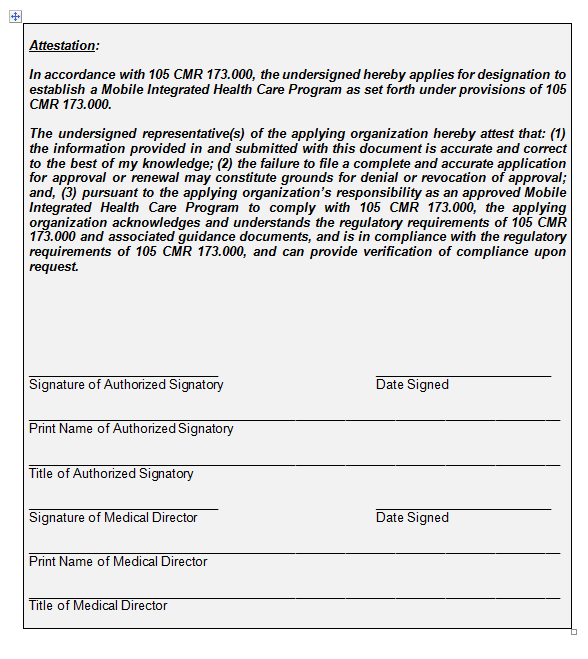 Attestation:
In accordance with 105 CMR 173.000, the undersigned hereby applies for designation to
establish a Mobile Integrated Health Care Program as set forth under provisions of 105
CMR 173.000.
The undersigned representative(s) of the applying organization hereby attest that: (1)
the information provided in and submitted with this document is accurate and correct
to the best of my knowledge; (2) the failure to file a complete and accurate application
for approval or renewal may constitute grounds for denial or revocation of approval;
and, (3) pursuant to the applying organization's responsibility as an approved Mobile
Integrated Health Care Program to comply with 105 CMR 173.000, the applying
organization acknowledges and understands the regulatory requirements of 105 CMR
173.000 and associated guidance documents, and is in compliance with the regulatory
requirements of 105 CMR 173.000, and can provide verification of compliance upon
request.
Signature of Authorized Signatory Date Signed
Print Name of Authorized Signatory
Title of Authorized Signatory
Signature of Medical Director Date Signed
Print Name of Medical Director
Title of Medical Director